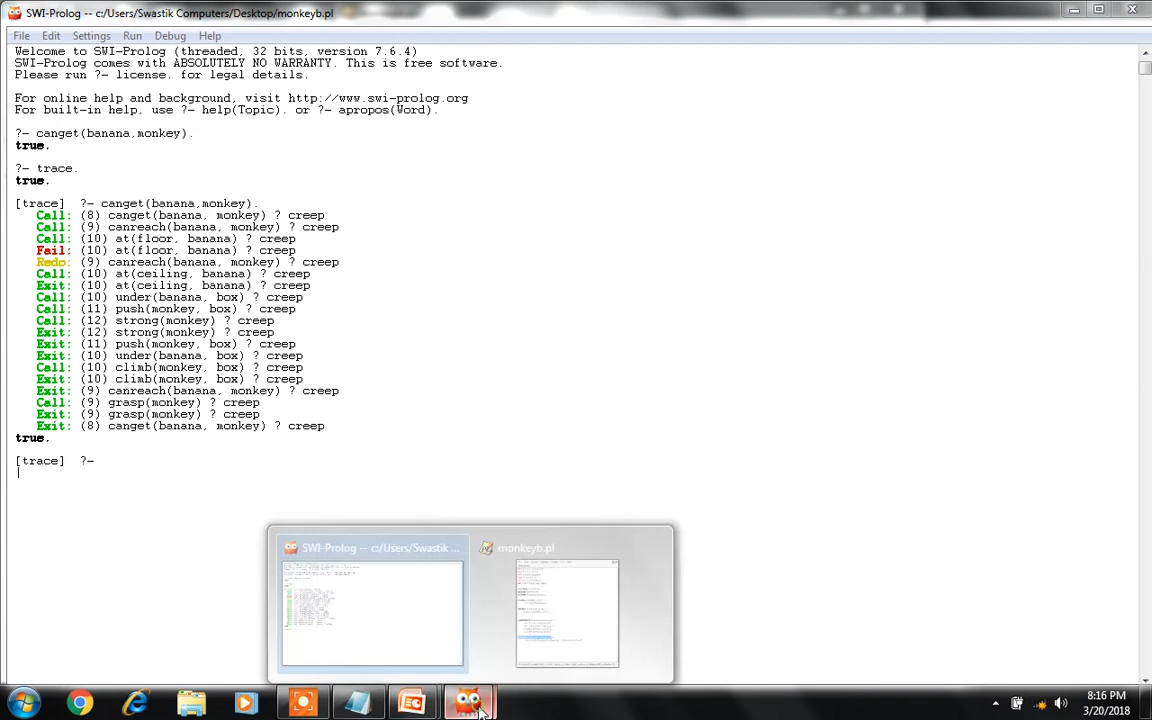 SWI-Prolog -- c:/Users/Swastik Computers/Desktop/monkeyb.pl
File Edit Settings Run Debug Help
Welcome to SWI-Prolog (threaded, 32 bits, version 7.6.4)
SWI-Prolog comes with ABSOLUTELY NO WARRANTY. This is free software.
Please run ?- license. for legal details.
For online help and background, visit http://www.swi-prolog.org
For built-in help, use ?- help(Topic). or ?- apropos(Word).
?- canget(banana,monkey).
true.
?- trace.
true.
[trace] ?- canget(banana,monkey).
Call: (8) canget(banana, monkey) ? creep
Call: (9) canreach(banana, monkey) ? creep
Call: (10) at(floor, banana) ? creep
Fail: (10) at(floor, banana) ? creep
Redo: (9) canreach(banana, monkey) ? creep
Call: (10) at(ceiling, banana) ? creep
Exit: (10) at(ceiling, banana) ? creep
Call: (10) under(banana, box) ? creep
Call: (11) push(monkey, box) ? creep
Call: (12) strong(monkey) ? creep
Exit: (12) strong(monkey) ? creep
Exit: (11) push(monkey, box) ? creep
Exit: (10) under(banana, box) ? creep
Call: (10) climb(monkey, box) ? creep
Exit: (10) climb(monkey, box) ? creep
Exit: (9) canreach(banana, monkey) ? creep
Call: (9) grasp(monkey) ? creep
Exit: (9) grasp(monkey) ? creep
Exit: (8) canget(banana, monkey) ? creep
true.
[trace] ?-
SWI-Prolog -- c:/Users/Swastik ...
monkeyb.pl
8:16 PM
3/20/2018